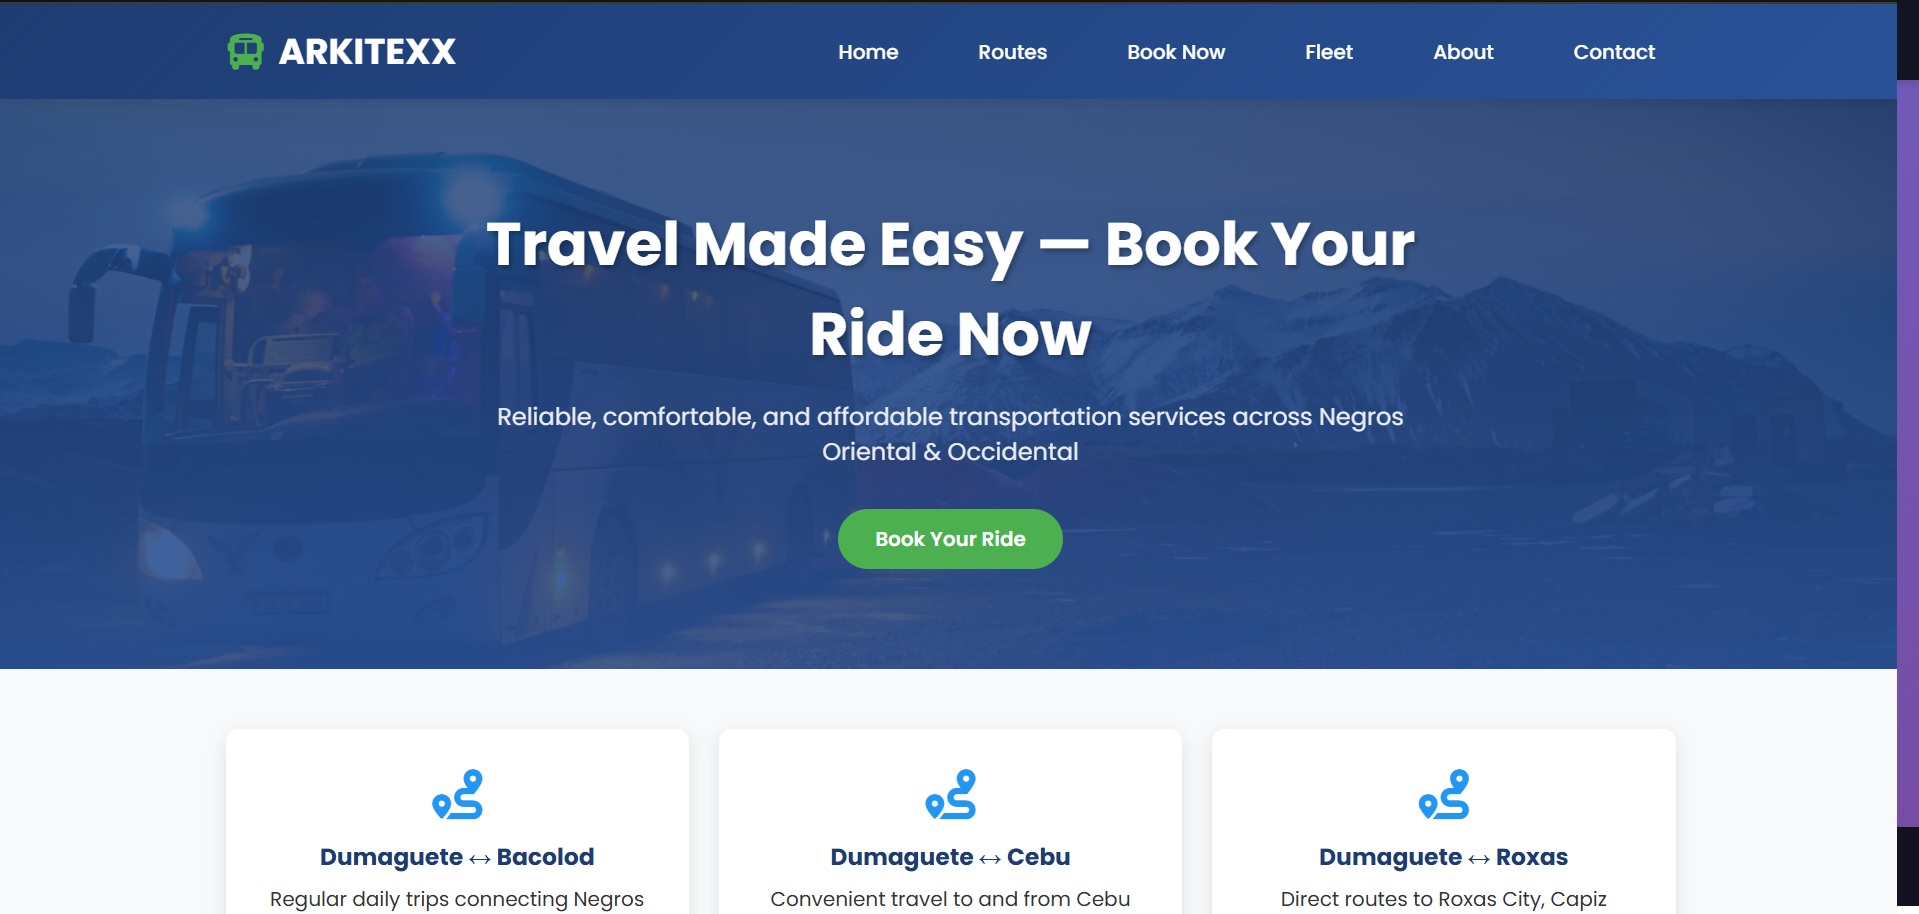 ARKITEXX
Home
Routes
Book Now
Fleet
About
Contact
Travel Made Easy — Book Your
Ride Now
Reliable, comfortable, and affordable transportation services across Negros
Oriental & Occidental
Book Your Ride
Dumaguete ↔ Bacolod
Regular daily trips connecting Negros
Dumaguete ↔ Cebu
Convenient travel to and from Cebu
Dumaguete ↔ Roxas
Direct routes to Roxas City, Capiz